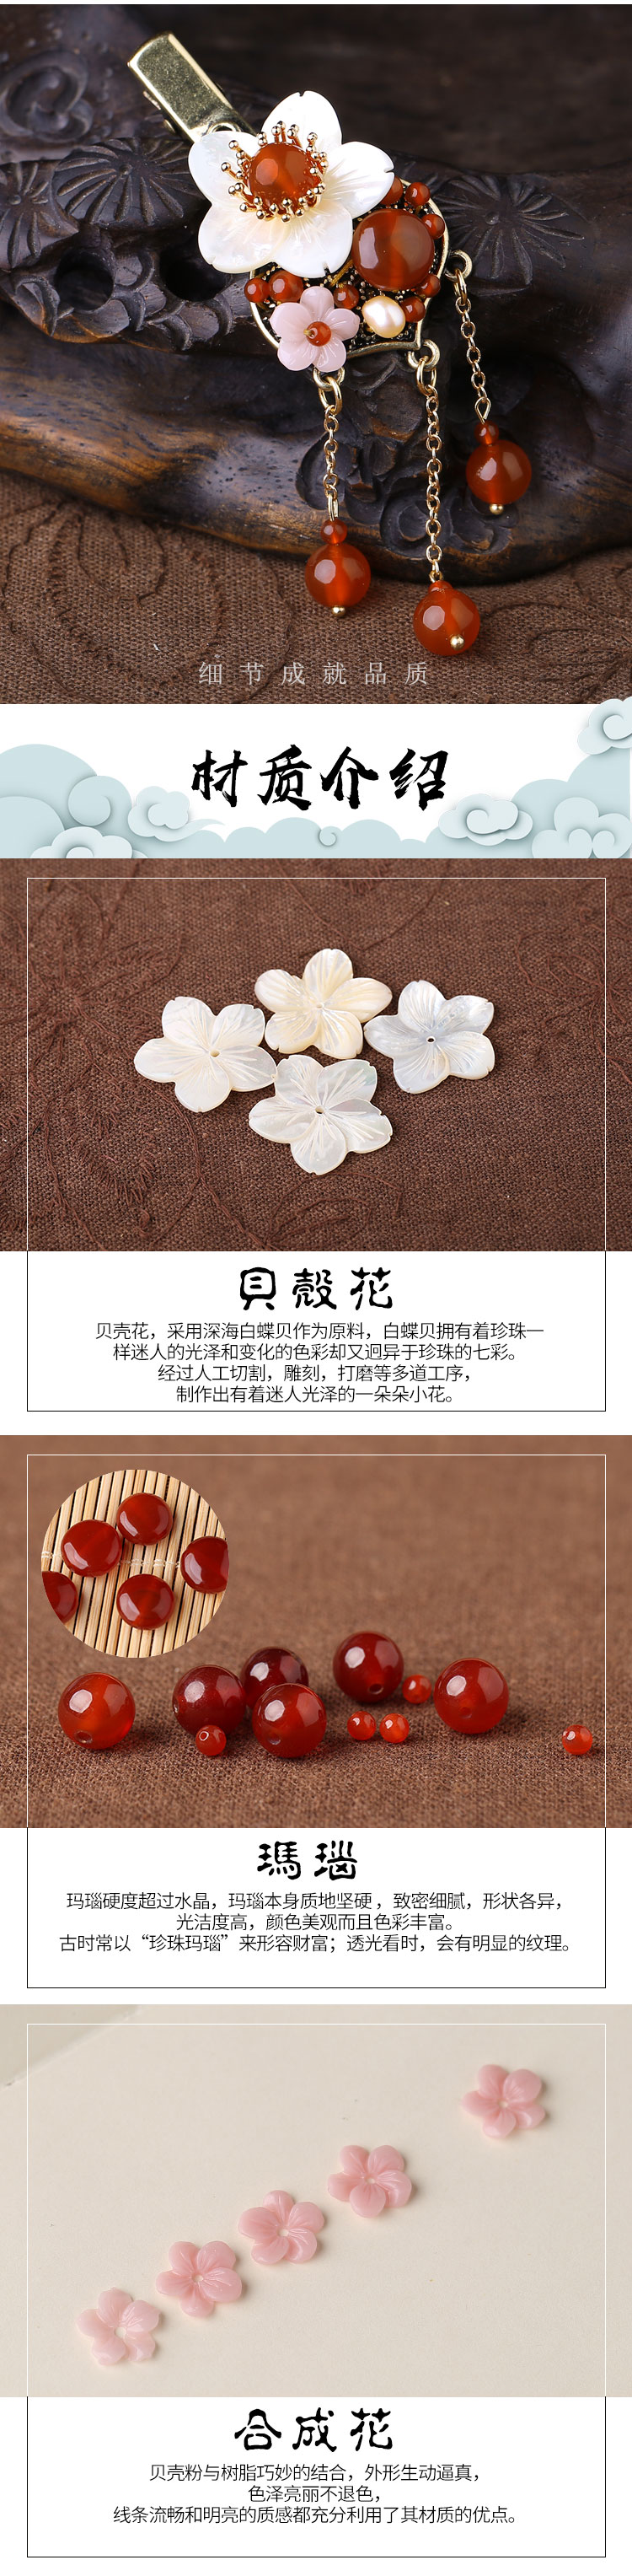 细节成就品质
材质介绍
貝殼花
贝壳花，采用深海白蝶贝作为原料，白蝶贝拥有着珍珠一
样迷人的光泽和变化的色彩却又迥异于珍珠的七彩。
经过人工切割，雕刻，打磨等多道工序，
制作出有着迷人光泽的一朵朵小花。
瑪瑙
玛瑙硬度超过水晶，玛瑙本身质地坚硬，致密细腻，形状各异，
光洁度高，颜色美观而且色彩丰富。
古时常以“珍珠玛瑙”来形容财富；透光看时，会有明显的纹理。
合成花
贝壳粉与树脂巧妙的结合，外形生动逼真，
色泽亮丽不退色，
线条流畅和明亮的质感都充分利用了其材质的优点。